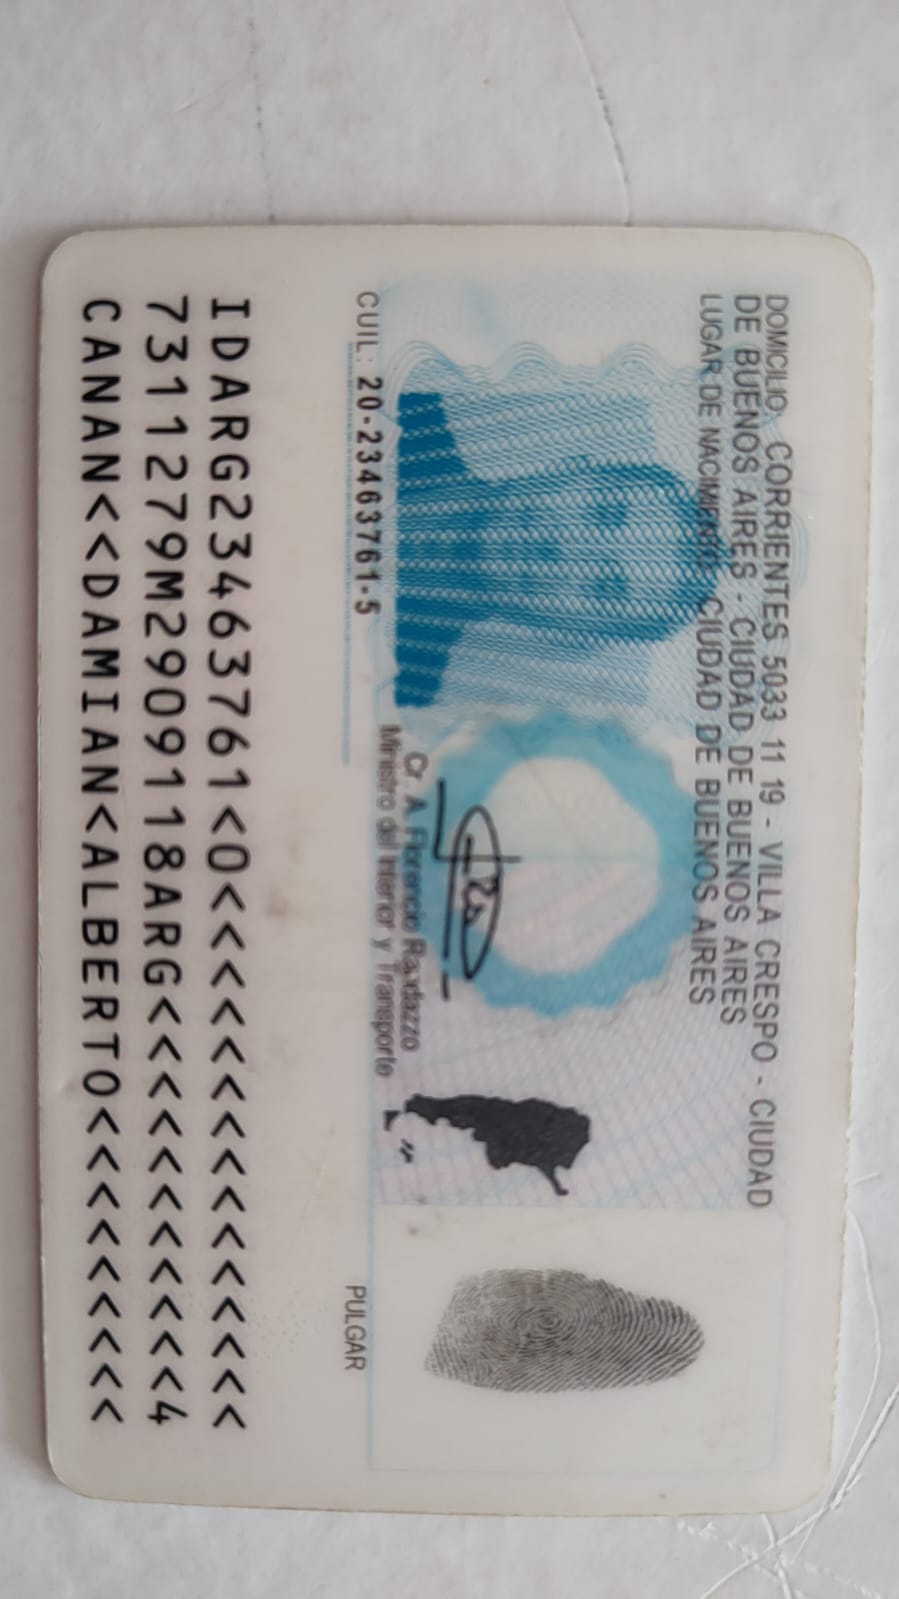 DOMICILIO: CORRIENTES 5033 11 19 - VILLA CRESPO - CIUDAD
DE BUENOS AIRES - CIUDAD DE BUENOS AIRES
LUGAR DE NACIMIENTO: CIUDAD DE BUENOS AIRES
Cr. A. Florencio Randazzo
Ministro del Interior y Transporte
CUIL: 20-23463761-5
PULGAR
IDARG23463761<0<<<<<<<<<<<<<<<
7311279M2909118ARG<<<<<<<<<<<4
CANAN<<DAMIAN<ALBERTO<<<<<<<<<